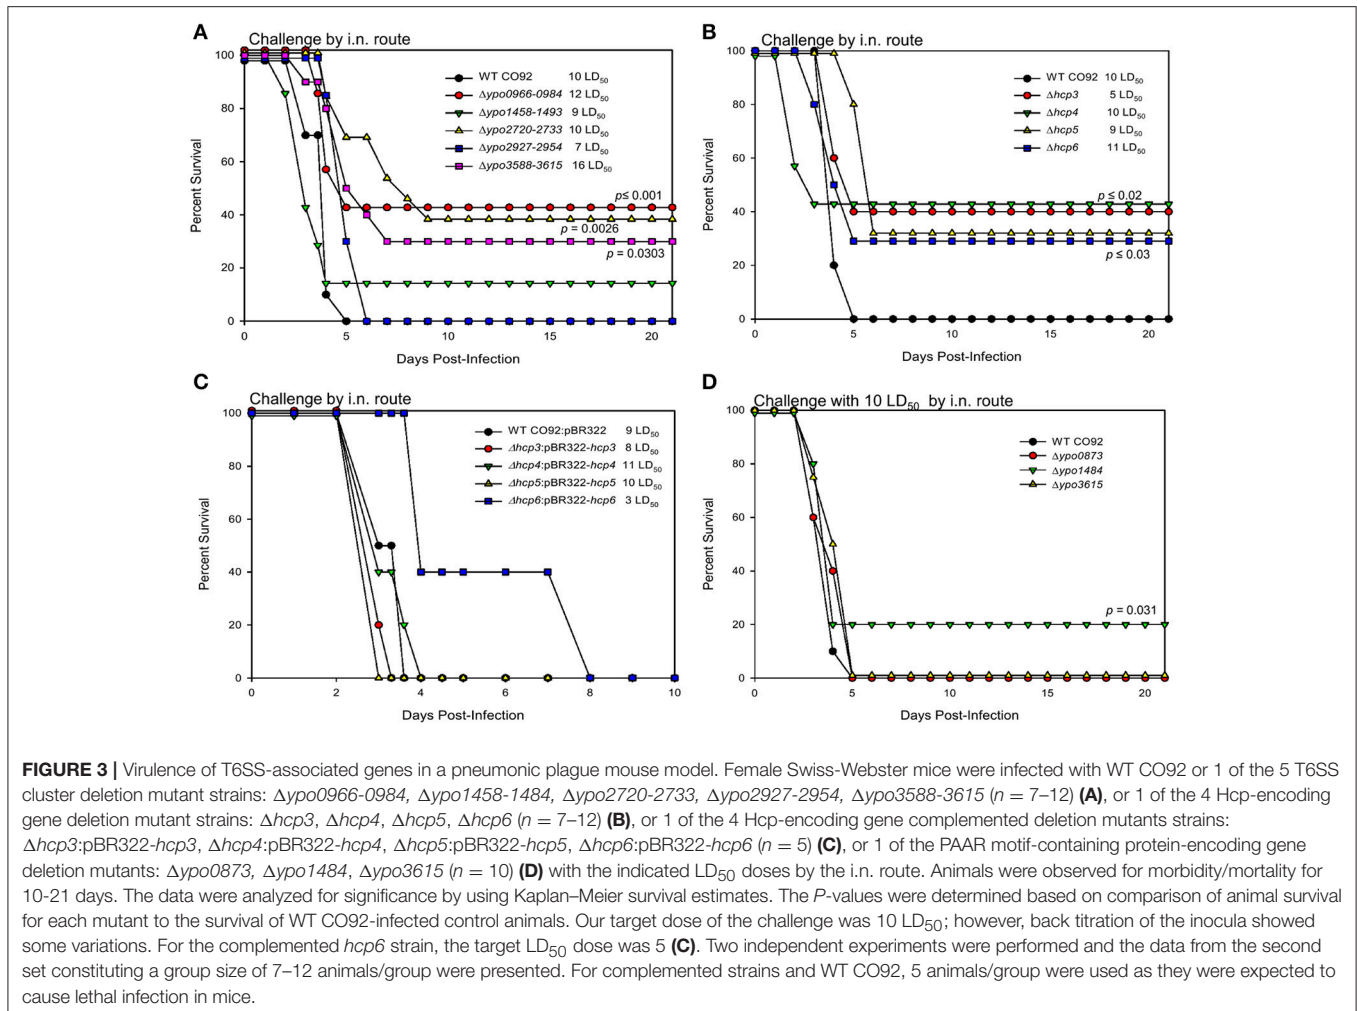 A
Challenge by i.n. route
100
80
60
40
20
0
0 5 10 15 20
Percent Survival
Days Post-Infection
WT CO92 10 LD50
Δypo0966-0984 12 LD50
Δypo1458-1493 9 LD50
Δypo2720-2733 10 LD50
Δypo2927-2954 7 LD50
Δypo3588-3615 16 LD50
p≤ 0.001
p = 0.0026
p = 0.0303
B
Challenge by i.n. route
100
80
60
40
20
0
0 5 10 15 20
Percent Survival
Days Post-Infection
WT CO92 10 LD50
Δhcp3 5 LD50
Δhcp4 10 LD50
Δhcp5 9 LD50
Δhcp6 11 LD50
p ≤ 0.02
p ≤ 0.03
C
Challenge by i.n. route
100
80
60
40
20
0
0 2 4 6 8 10
Percent Survival
Days Post-Infection
WT CO92:pBR322 9 LD50
Δhcp3:pBR322-hcp3 8 LD50
Δhcp4:pBR322-hcp4 11 LD50
Δhcp5:pBR322-hcp5 10 LD50
Δhcp6:pBR322-hcp6 3 LD50
D
Challenge with 10 LD50 by i.n. route
100
80
60
40
20
0
0 5 10 15 20
Percent Survival
Days Post-Infection
WT CO92
Δypo0873
Δypo1484
Δypo3615
p = 0.031
FIGURE 3 | Virulence of T6SS-associated genes in a pneumonic plague mouse model. Female Swiss-Webster mice were infected with WT CO92 or 1 of the 5 T6SS
cluster deletion mutant strains: Δypo0966-0984, Δypo1458-1484, Δypo2720-2733, Δypo2927-2954, Δypo3588-3615 (n = 7–12) (A), or 1 of the 4 Hcp-encoding
gene deletion mutant strains: Δhcp3, Δhcp4, Δhcp5, Δhcp6 (n = 7–12) (B), or 1 of the 4 Hcp-encoding gene complemented deletion mutants strains:
Δhcp3:pBR322-hcp3, Δhcp4:pBR322-hcp4, Δhcp5:pBR322-hcp5, Δhcp6:pBR322-hcp6 (n = 5) (C), or 1 of the PAAR motif-containing protein-encoding gene
deletion mutants: Δypo0873, Δypo1484, Δypo3615 (n = 10) (D) with the indicated LD50 doses by the i.n. route. Animals were observed for morbidity/mortality for
10-21 days. The data were analyzed for significance by using Kaplan–Meier survival estimates. The P-values were determined based on comparison of animal survival
for each mutant to the survival of WT CO92-infected control animals. Our target dose of the challenge was 10 LD50; however, back titration of the inocula showed
some variations. For the complemented hcp6 strain, the target LD50 dose was 5 (C). Two independent experiments were performed and the data from the second
set constituting a group size of 7–12 animals/group were presented. For complemented strains and WT CO92, 5 animals/group were used as they were expected to
cause lethal infection in mice.